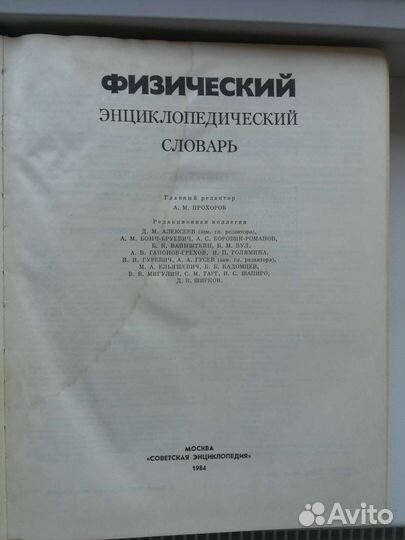 ФИЗИЧЕСКИЙ
ЭНЦИКЛОПЕДИЧЕСКИЙ
СЛОВАРЬ
Главный редактор
А. М. ПРОХОРОВ
Редакционная коллегия
Д. М. АЛЕКСЕЕВ (зам. гл. редактора),
А. М. БОНЧ-БРУЕВИЧ, А. С. БОРОВИК-РОМАНОВ,
Б. К. ВАЙНШТЕЙН, Б. М. ВУЛ,
А. В. ГАПОНОВ-ГРЕХОВ, И. П. ГОЛЯМИНА,
И. И. ГУРЕВИЧ, А. А. ГУСЕВ (зам. гл. редактора),
М. А. ЕЛЬЯШЕВИЧ, Б. Б. КАДОМЦЕВ,
В. В. МИГУЛИН, С. М. ТАРГ, И. С. ШАПИРО,
Д. В. ШИРКОВ.
МОСКВА
«СОВЕТСКАЯ ЭНЦИКЛОПЕДИЯ»
1984
Avito